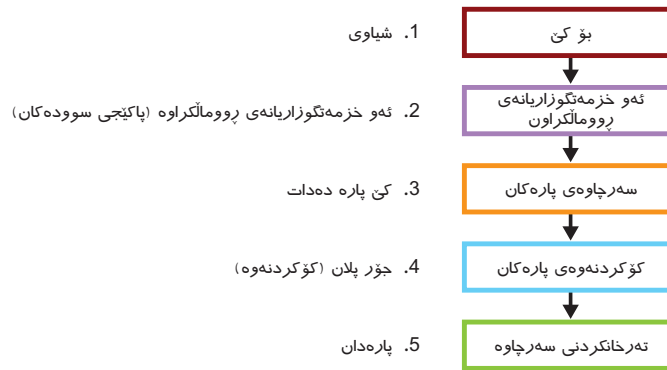 بۆ کێ
1. شیاوی
ئەو خزمەتگوزاریانەی
ڕووماڵکراون
2. ئەو خزمەتگوزاریانەی ڕووماڵکراوە (پاکێجی سوودەکان)
سەرچاوەی پارەکان
3. کێ پارە دەدات
کۆکردنەوەی پارەکان
4. جۆر پلان (کۆکردنەوە)
تەرخانکردنی سەرچاوە
5. پارەدان